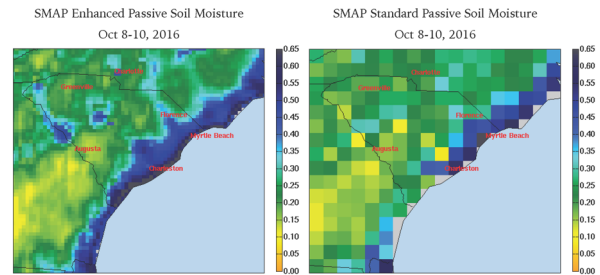 SMAP Enhanced Passive Soil Moisture
Oct 8-10, 2016
Greenville
Charlotte
Florence
Myrtle Beach
Augusta
Charleston
0.65
0.60
0.55
0.50
0.45
0.40
0.35
0.30
0.25
0.20
0.15
0.10
0.05
0.00
SMAP Standard Passive Soil Moisture
Oct 8-10, 2016
Charlotte
Greenville
Florence
Myrtle Beach
Augusta
Charleston
0.65
0.60
0.55
0.50
0.45
0.40
0.35
0.30
0.25
0.20
0.15
0.10
0.05
0.00